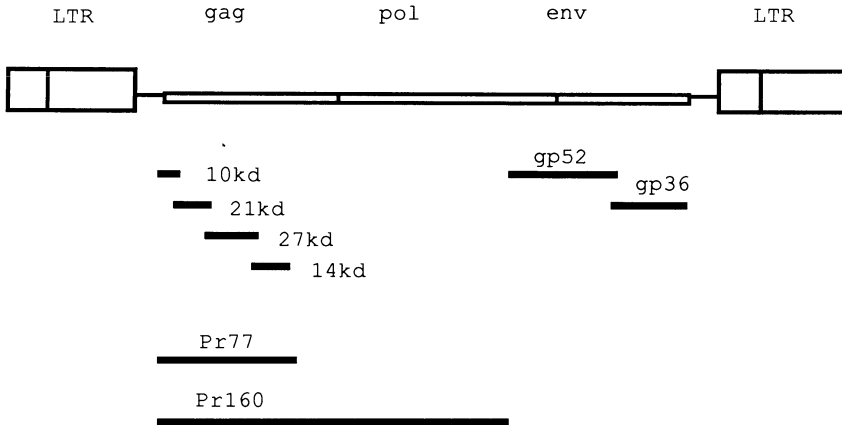 LTR gag pol env LTR
10kd gp52
gp36
21kd
27kd
14kd
Pr77
Pr160